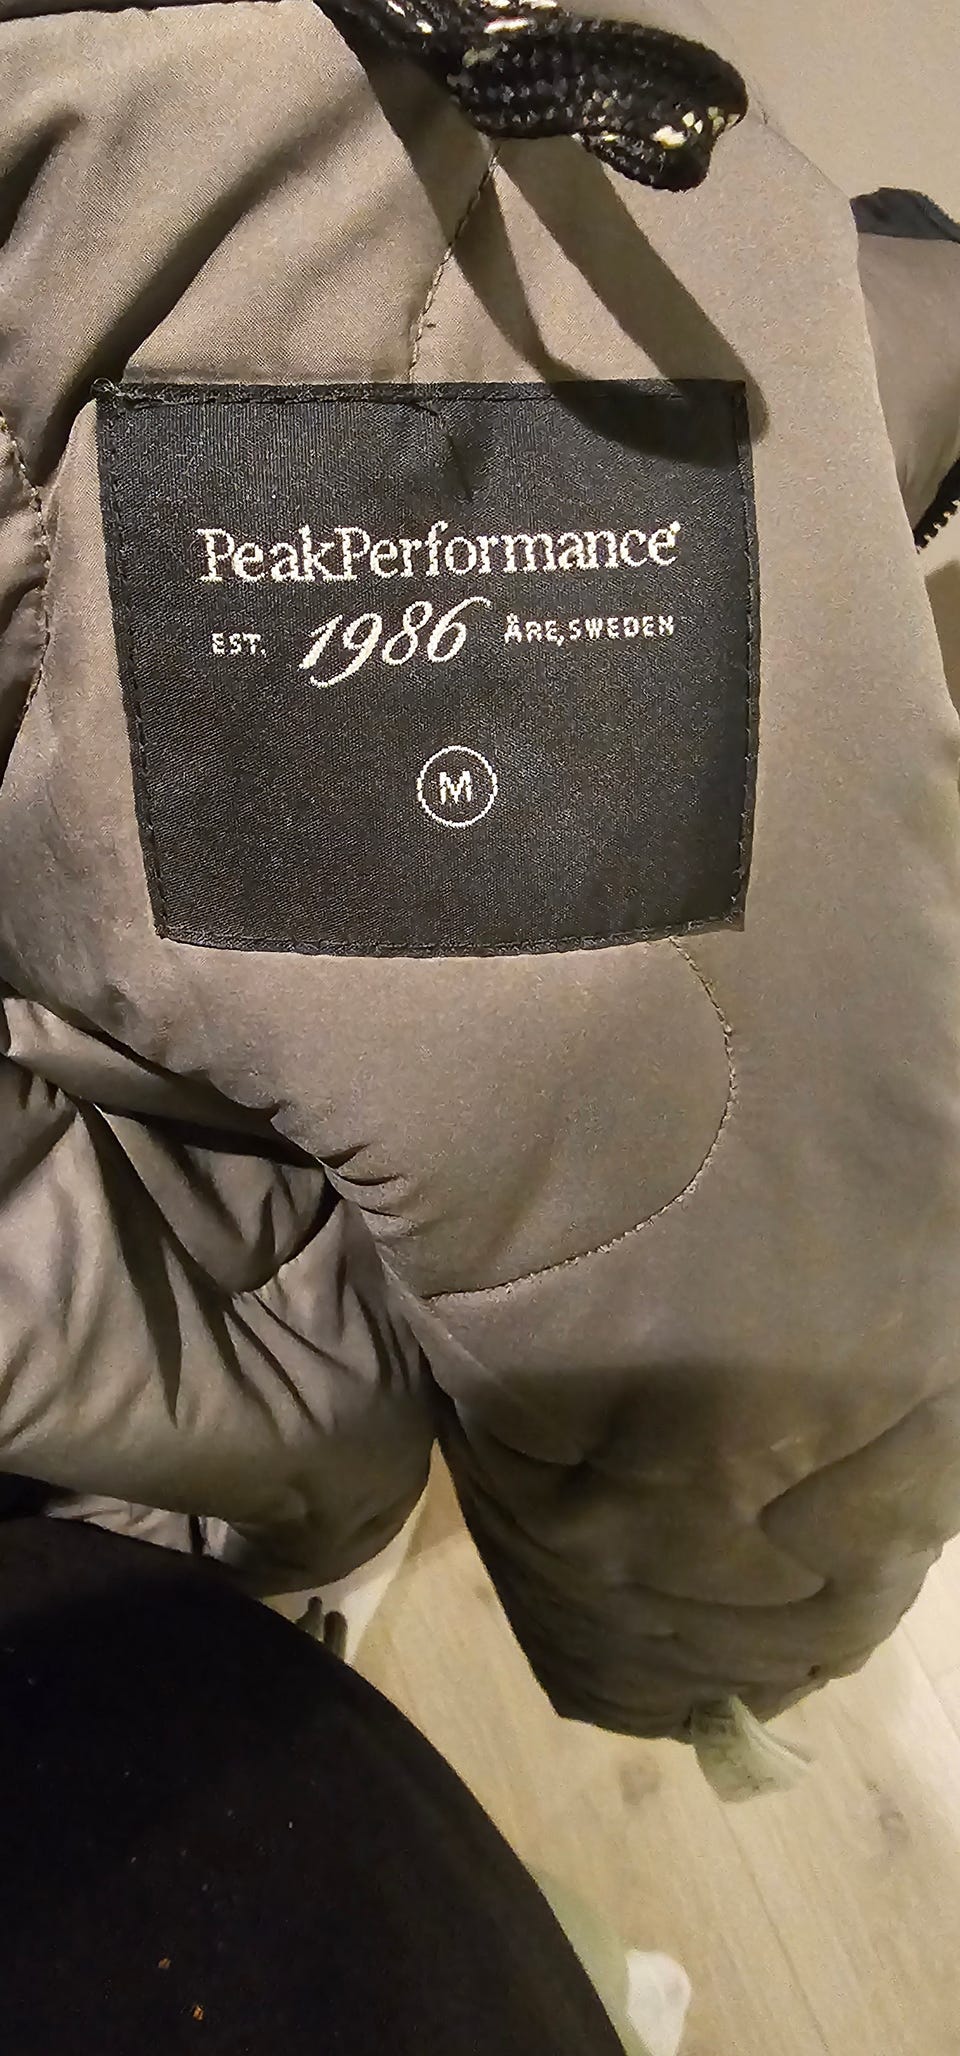 PeakPerformance
EST. 1986 ÅRE, SWEDEN
M